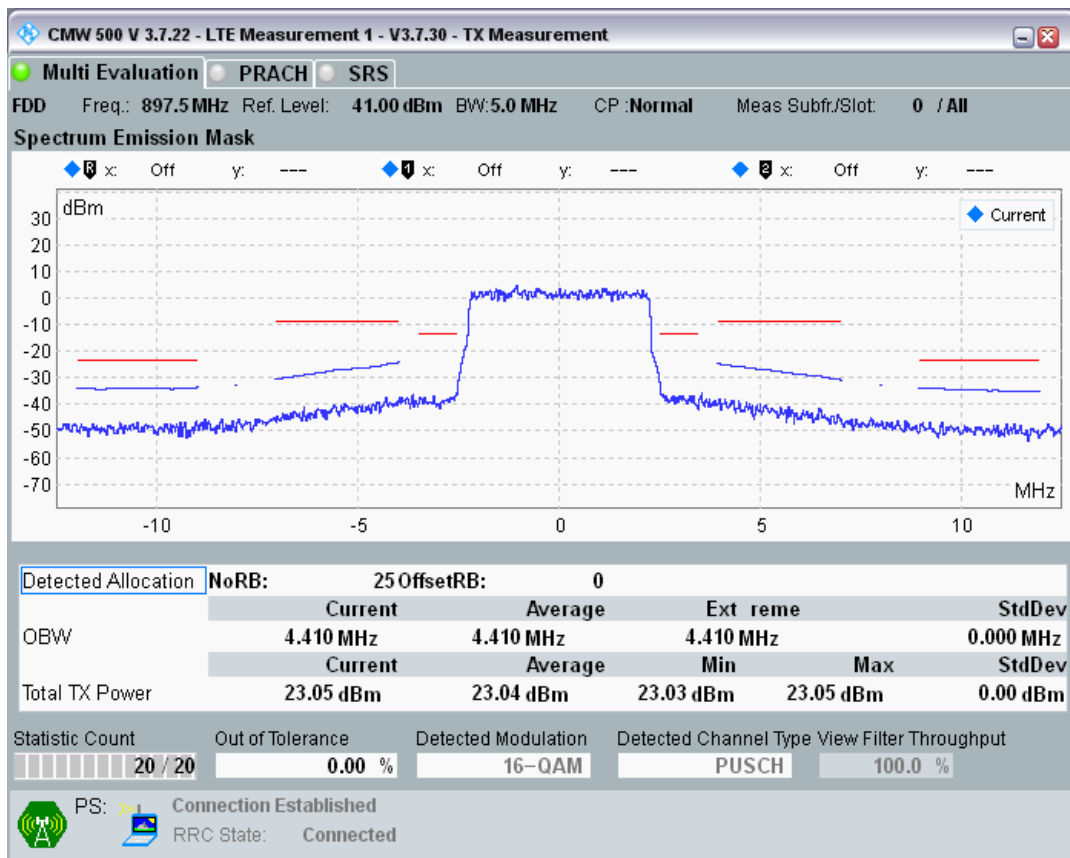 CMW 500 V 3.7.22 - LTE Measurement 1 - V3.7.30 - TX Measurement
Multi Evaluation PRACH SRS
FDD Freq.: 897.5 MHz Ref. Level: 41.00 dBm BW:5.0 MHz CP :Normal Meas Subfr./Slot: 0 / All
Spectrum Emission Mask
R x: Off y: --- 1 x: Off y: --- 2 x: Off y: ---
dBm
Current
30
20
10
0
-10
-20
-30
-40
-50
-60
-70
MHz
-10 -5 0 5 10
Detected Allocation NoRB: 25 OffsetRB: 0
Current Average Ext reme StdDev
OBW 4.410 MHz 4.410 MHz 4.410 MHz 0.000 MHz
Current Average Min Max StdDev
Total TX Power 23.05 dBm 23.04 dBm 23.03 dBm 23.05 dBm 0.00 dBm
Statistic Count Out of Tolerance Detected Modulation Detected Channel Type View Filter Throughput
20 / 20 0.00 % 16-QAM PUSCH 100.0 %
PS: Connection Established
RRC State: Connected